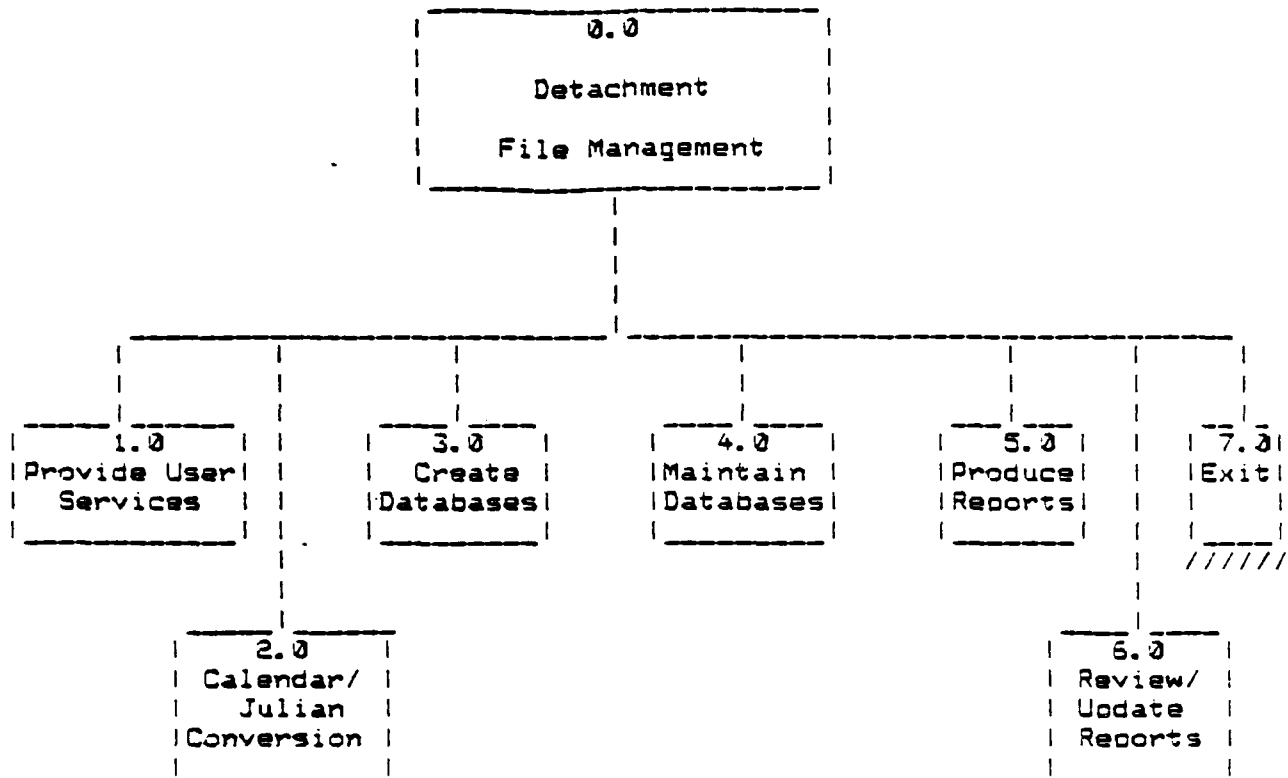 0.0
Detachment
File Management
1.0
Provide User
Services
3.0
Create
Databases
4.0
Maintain
Databases
5.0
Produce
Reports
7.0
Exit
//////
2.0
Calendar/
Julian
Conversion
6.0
Review/
Update
Reports